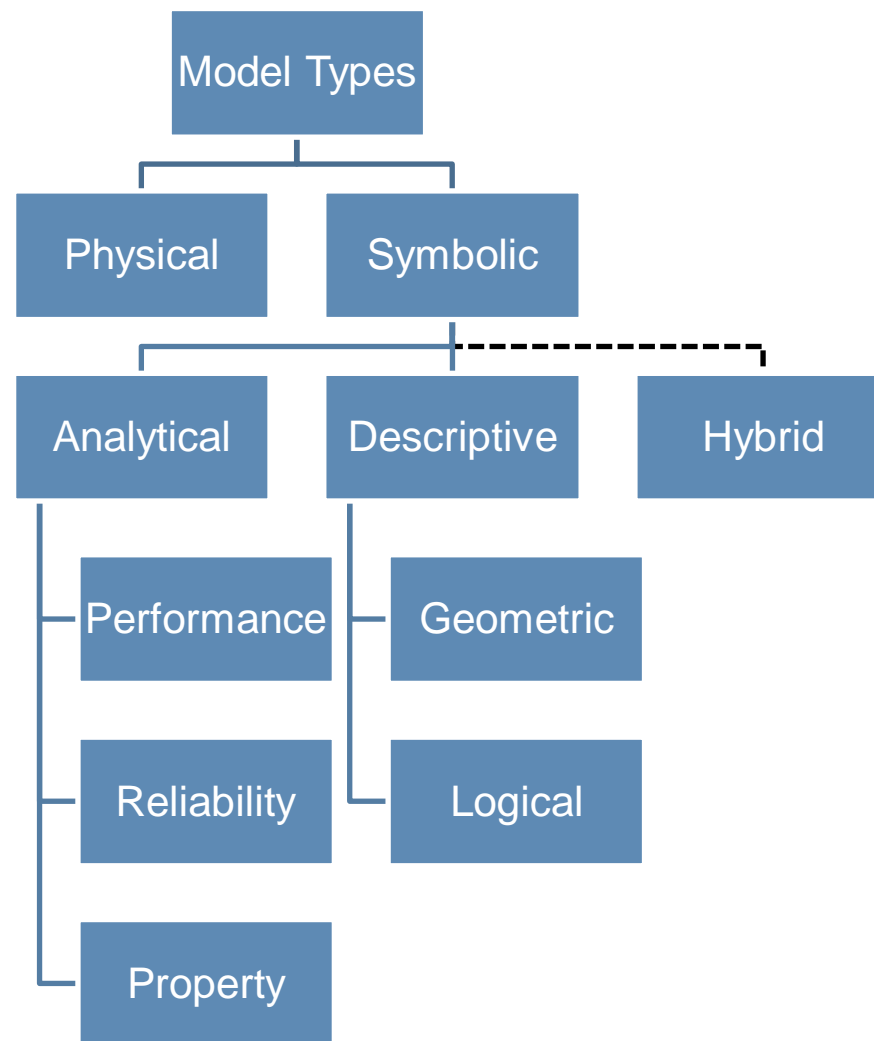 Model Types
Physical
Symbolic
Analytical
Descriptive
Hybrid
Performance
Geometric
Reliability
Logical
Property